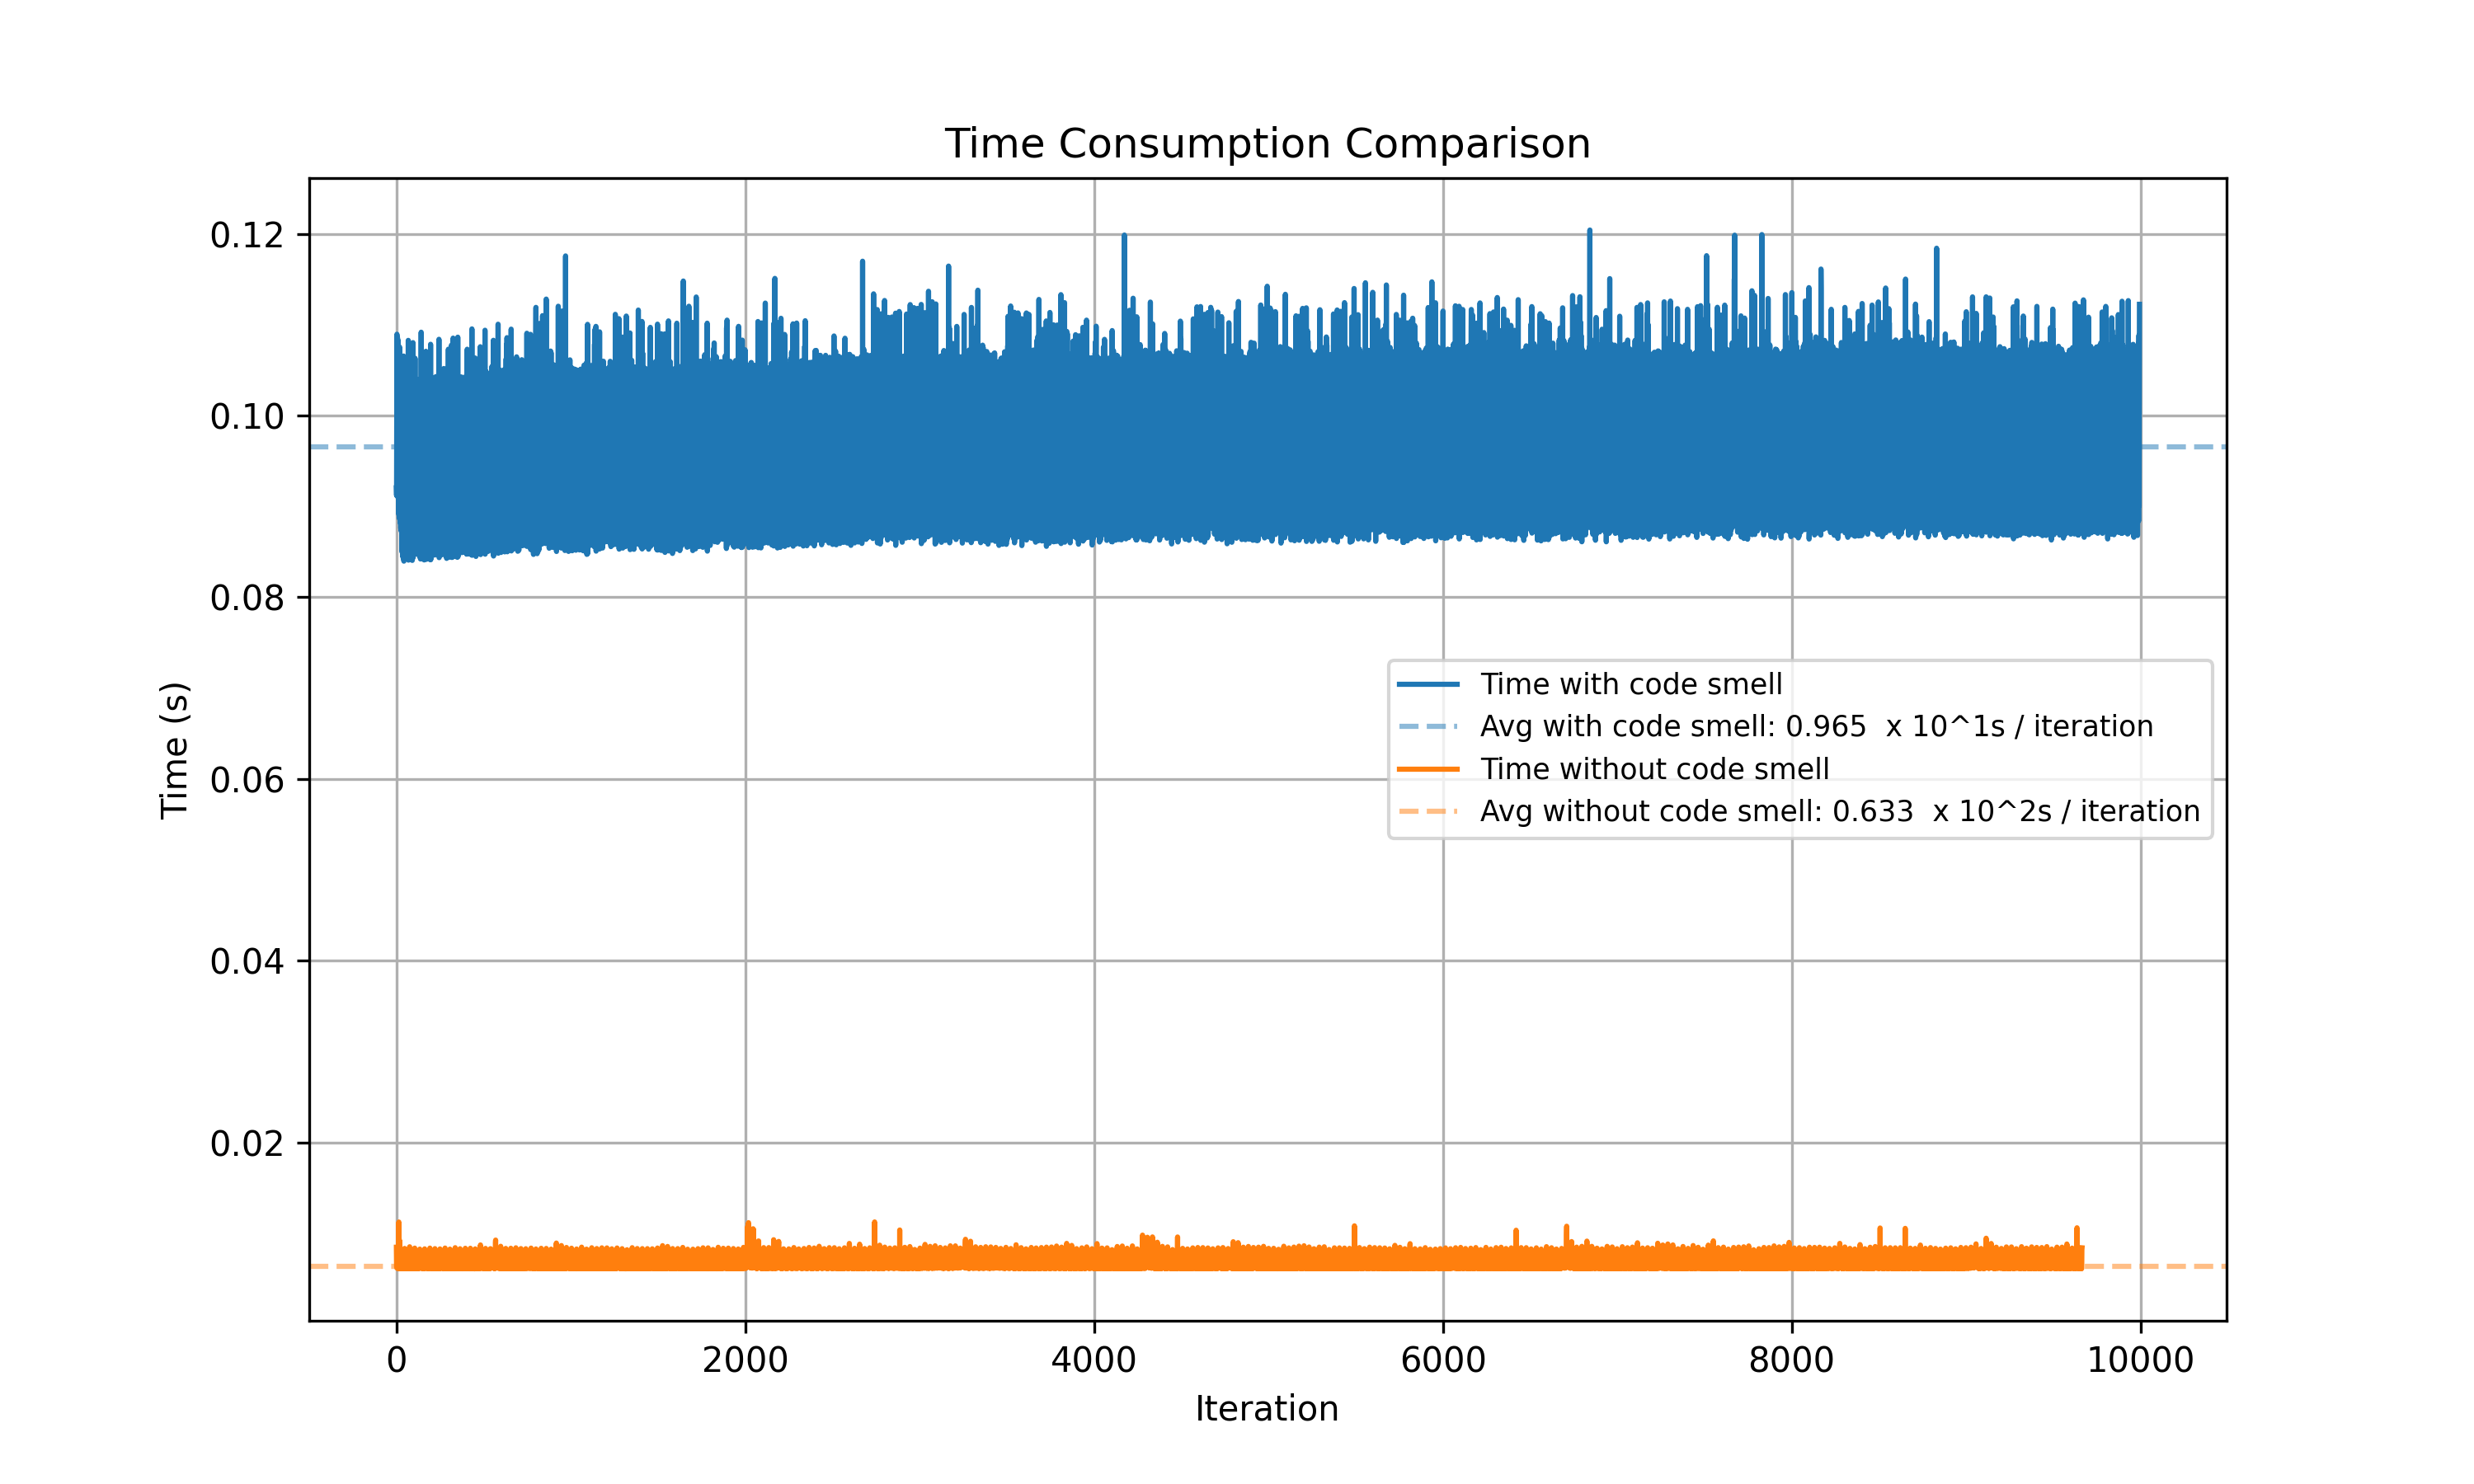 Time Consumption Comparison
0.12
0.10
0.08
0.06
0.04
0.02
Time (s)
Time with code smell
Avg with code smell: 0.965  x 10^1s / iteration
Time without code smell
Avg without code smell: 0.633  x 10^2s / iteration
0
2000
4000
6000
8000
10000
Iteration